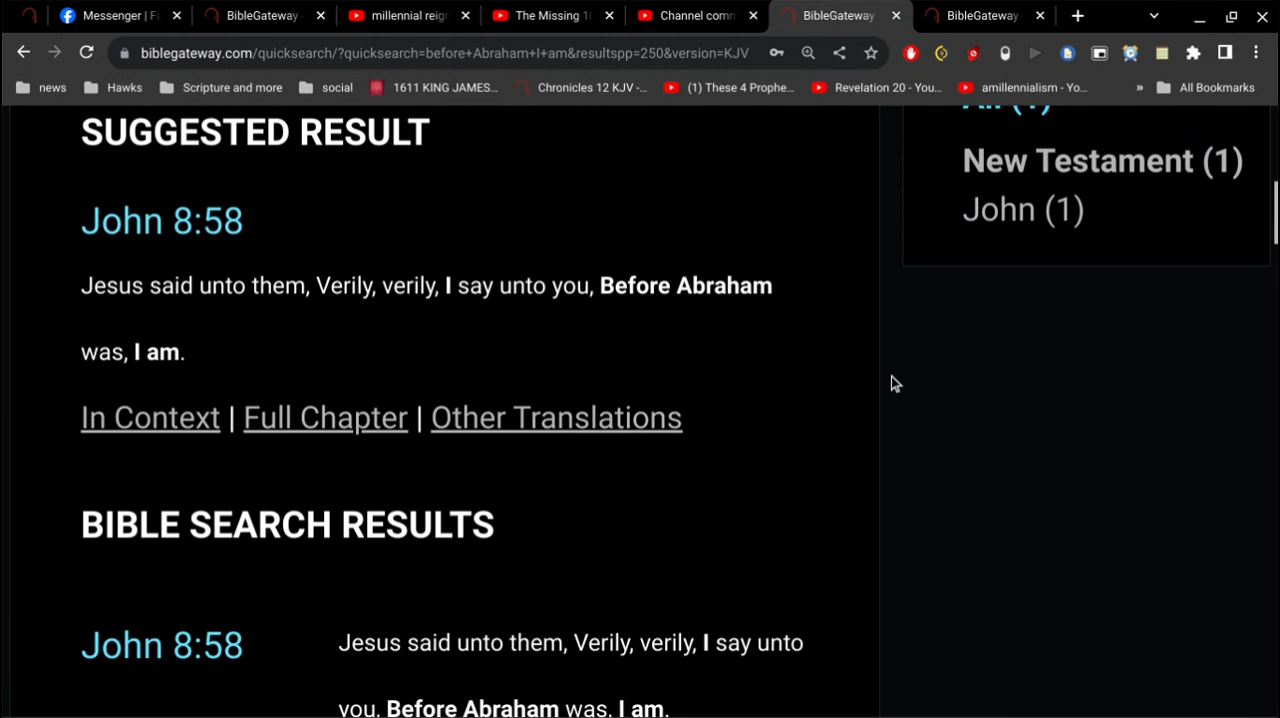 Messenger | Fa
BibleGateway
millennial reig
The Missing 10
Channel comm
BibleGateway
BibleGateway
biblegateway.com/quicksearch/?quicksearch=before+Abraham+I+am&resultspp=250&version=KJV
news
Hawks
Scripture and more
social
1611 KING JAMES...
Chronicles 12 KJV -...
(1) These 4 Prophe...
Revelation 20 - You...
amillennialism - Yo...
»
All Bookmarks
SUGGESTED RESULT
All (1)
New Testament (1)
John (1)
John 8:58
Jesus said unto them, Verily, verily, I say unto you, Before Abraham
was, I am.
In Context | Full Chapter | Other Translations
BIBLE SEARCH RESULTS
John 8:58
Jesus said unto them, Verily, verily, I say unto
you, Before Abraham was, I am.